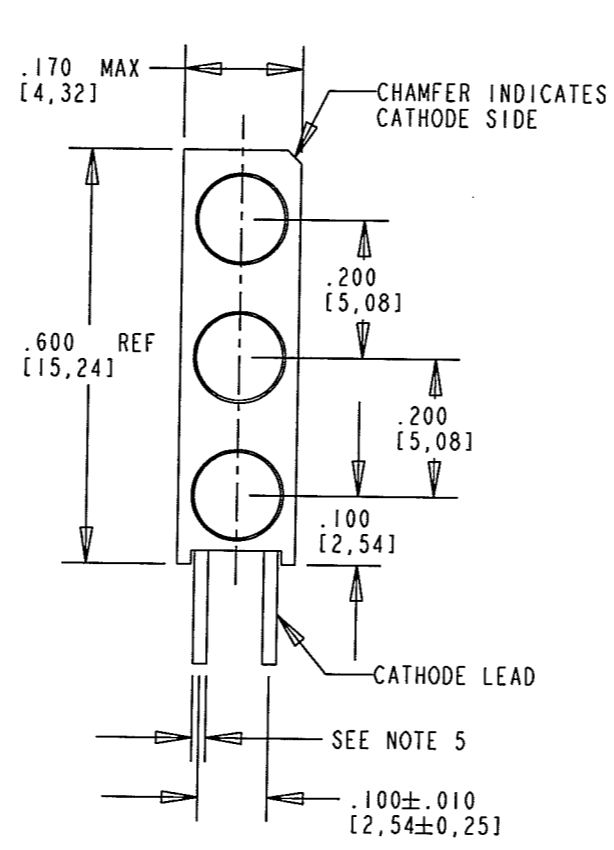 .170 MAX
[4,32]
CHAMFER INDICATES
CATHODE SIDE
.200
[5,08]
.600 REF
[15,24]
.200
[5,08]
.100
[2,54]
CATHODE LEAD
SEE NOTE 5
.100±.010
[2,54±0,25]